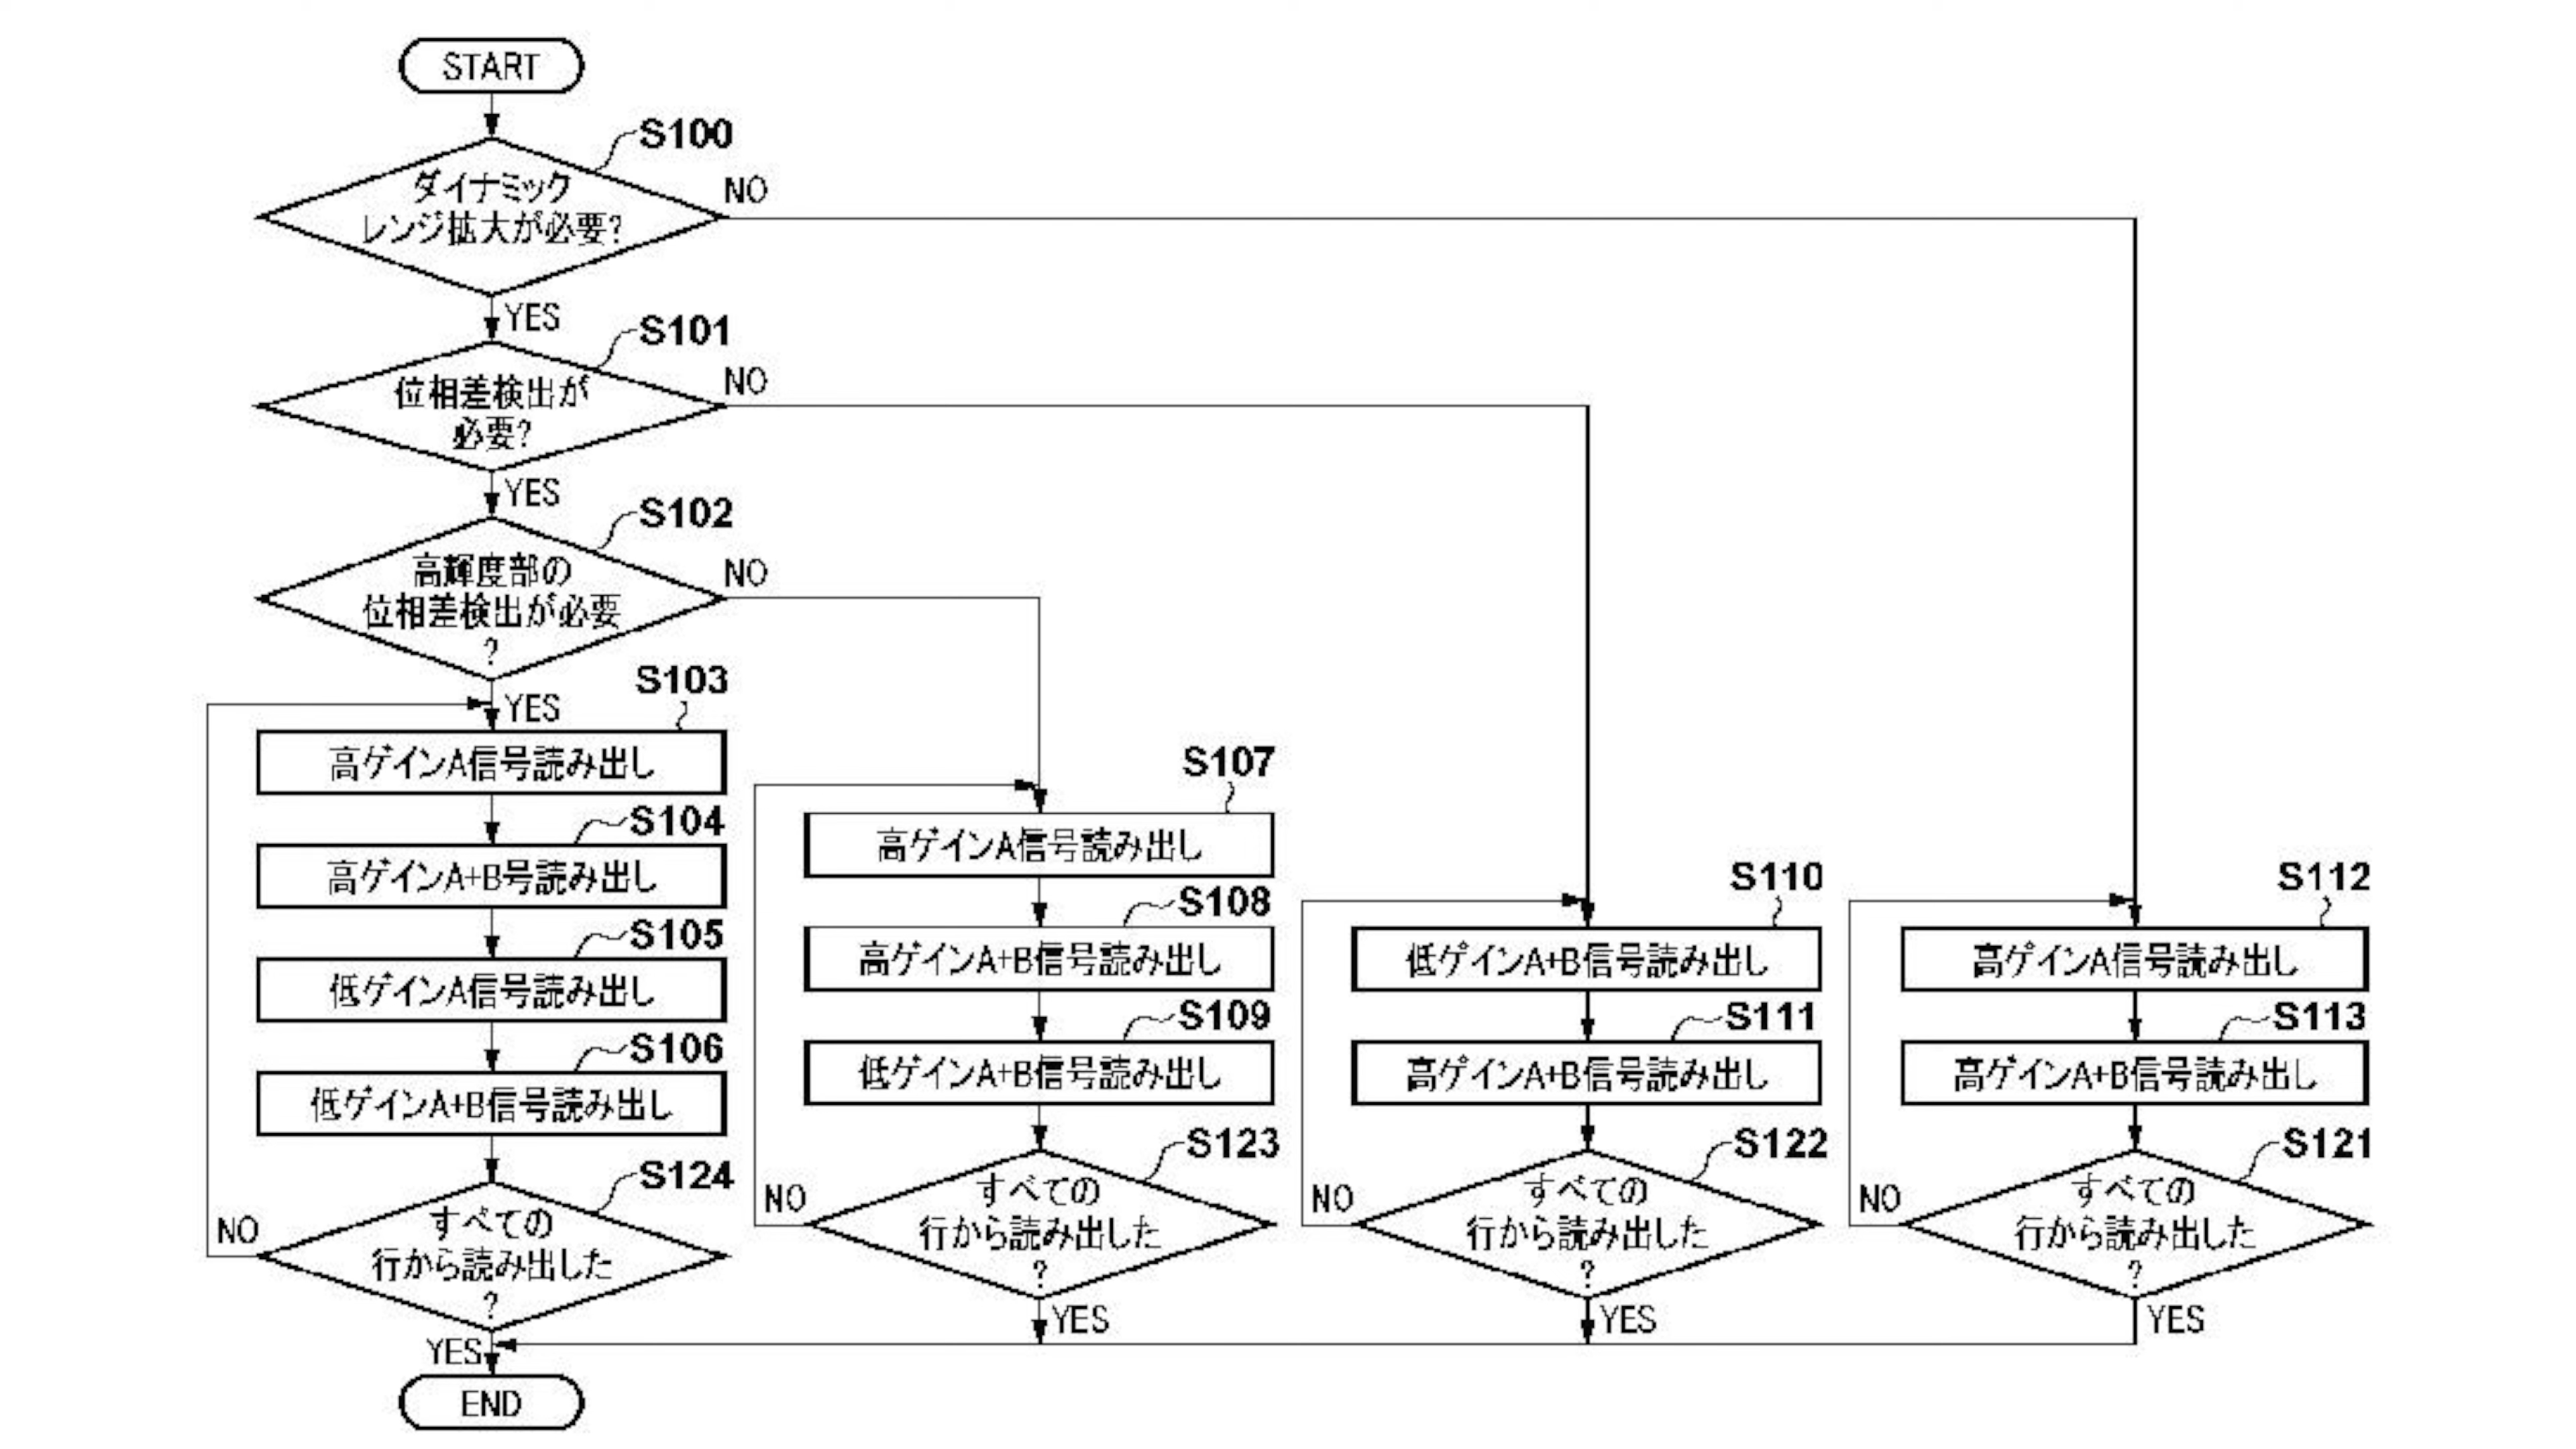 START
S100
ダイナミック
レンジ拡大が必要?
NO
YES
S101
位相差検出が
必要?
NO
YES
S102
高輝度部の
位相差検出が必要
?
NO
YES
S103
高ゲインA信号読み出し
S104
高ゲインA+B号読み出し
S105
低ゲインA信号読み出し
S106
低ゲインA+B信号読み出し
S124
すべての
行から読み出した
?
NO
YES
S107
高ゲインA信号読み出し
S108
高ゲインA+B信号読み出し
S109
低ゲインA+B信号読み出し
S123
すべての
行から読み出した
?
NO
YES
S110
低ゲインA+B信号読み出し
S111
高ゲインA+B信号読み出し
S122
すべての
行から読み出した
?
NO
YES
S112
高ゲインA信号読み出し
S113
高ゲインA+B信号読み出し
S121
すべての
行から読み出した
?
NO
YES
END